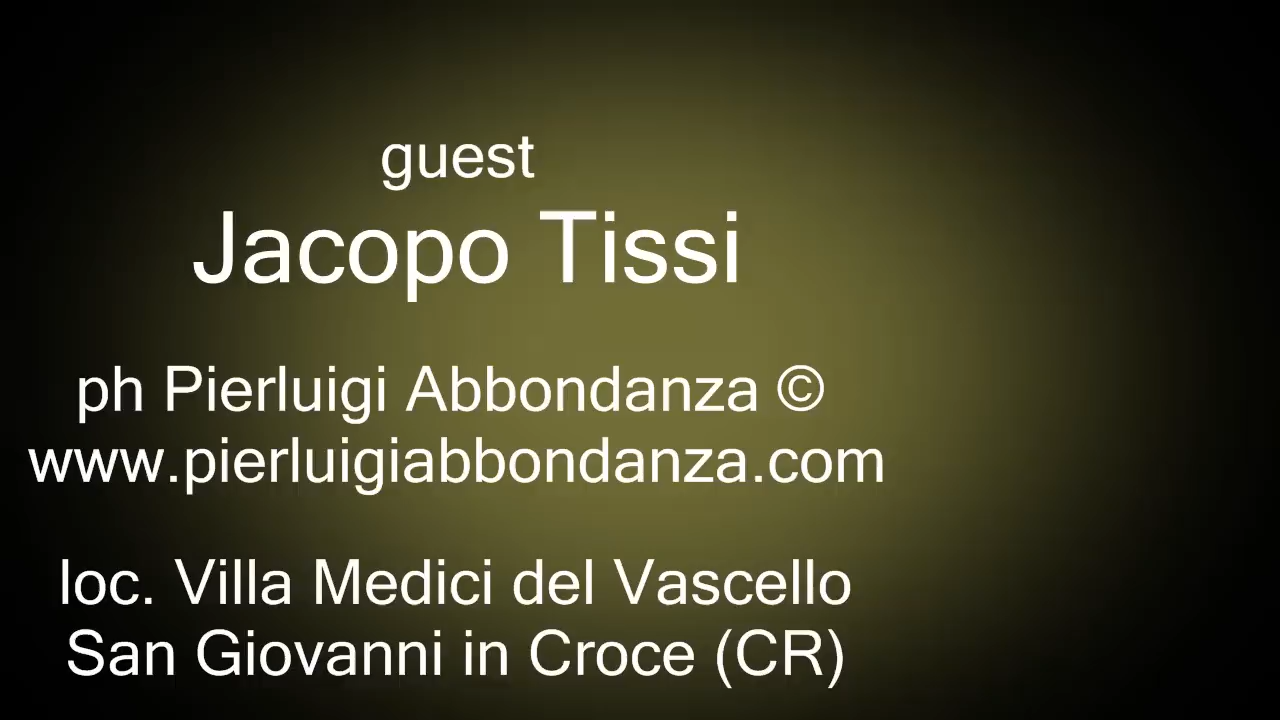 guest
Jacopo Tissi
ph Pierluigi Abbondanza ©
www.pierluigiabbondanza.com
loc. Villa Medici del Vascello
San Giovanni in Croce (CR)